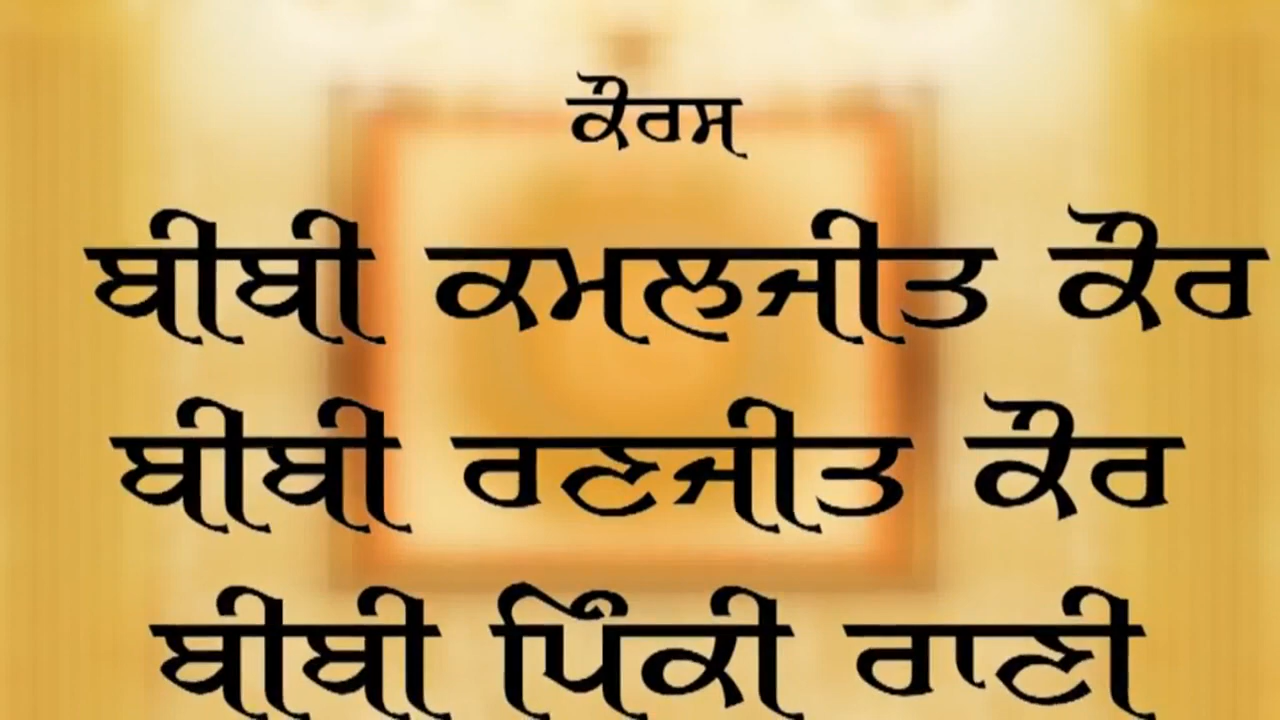 ਕੌਰਸ
ਬੀਬੀ ਕਮਲਜੀਤ ਕੌਰ
ਬੀਬੀ ਰਣਜੀਤ ਕੌਰ
ਬੀਬੀ ਪਿੰਕੀ ਰਾਣੀ